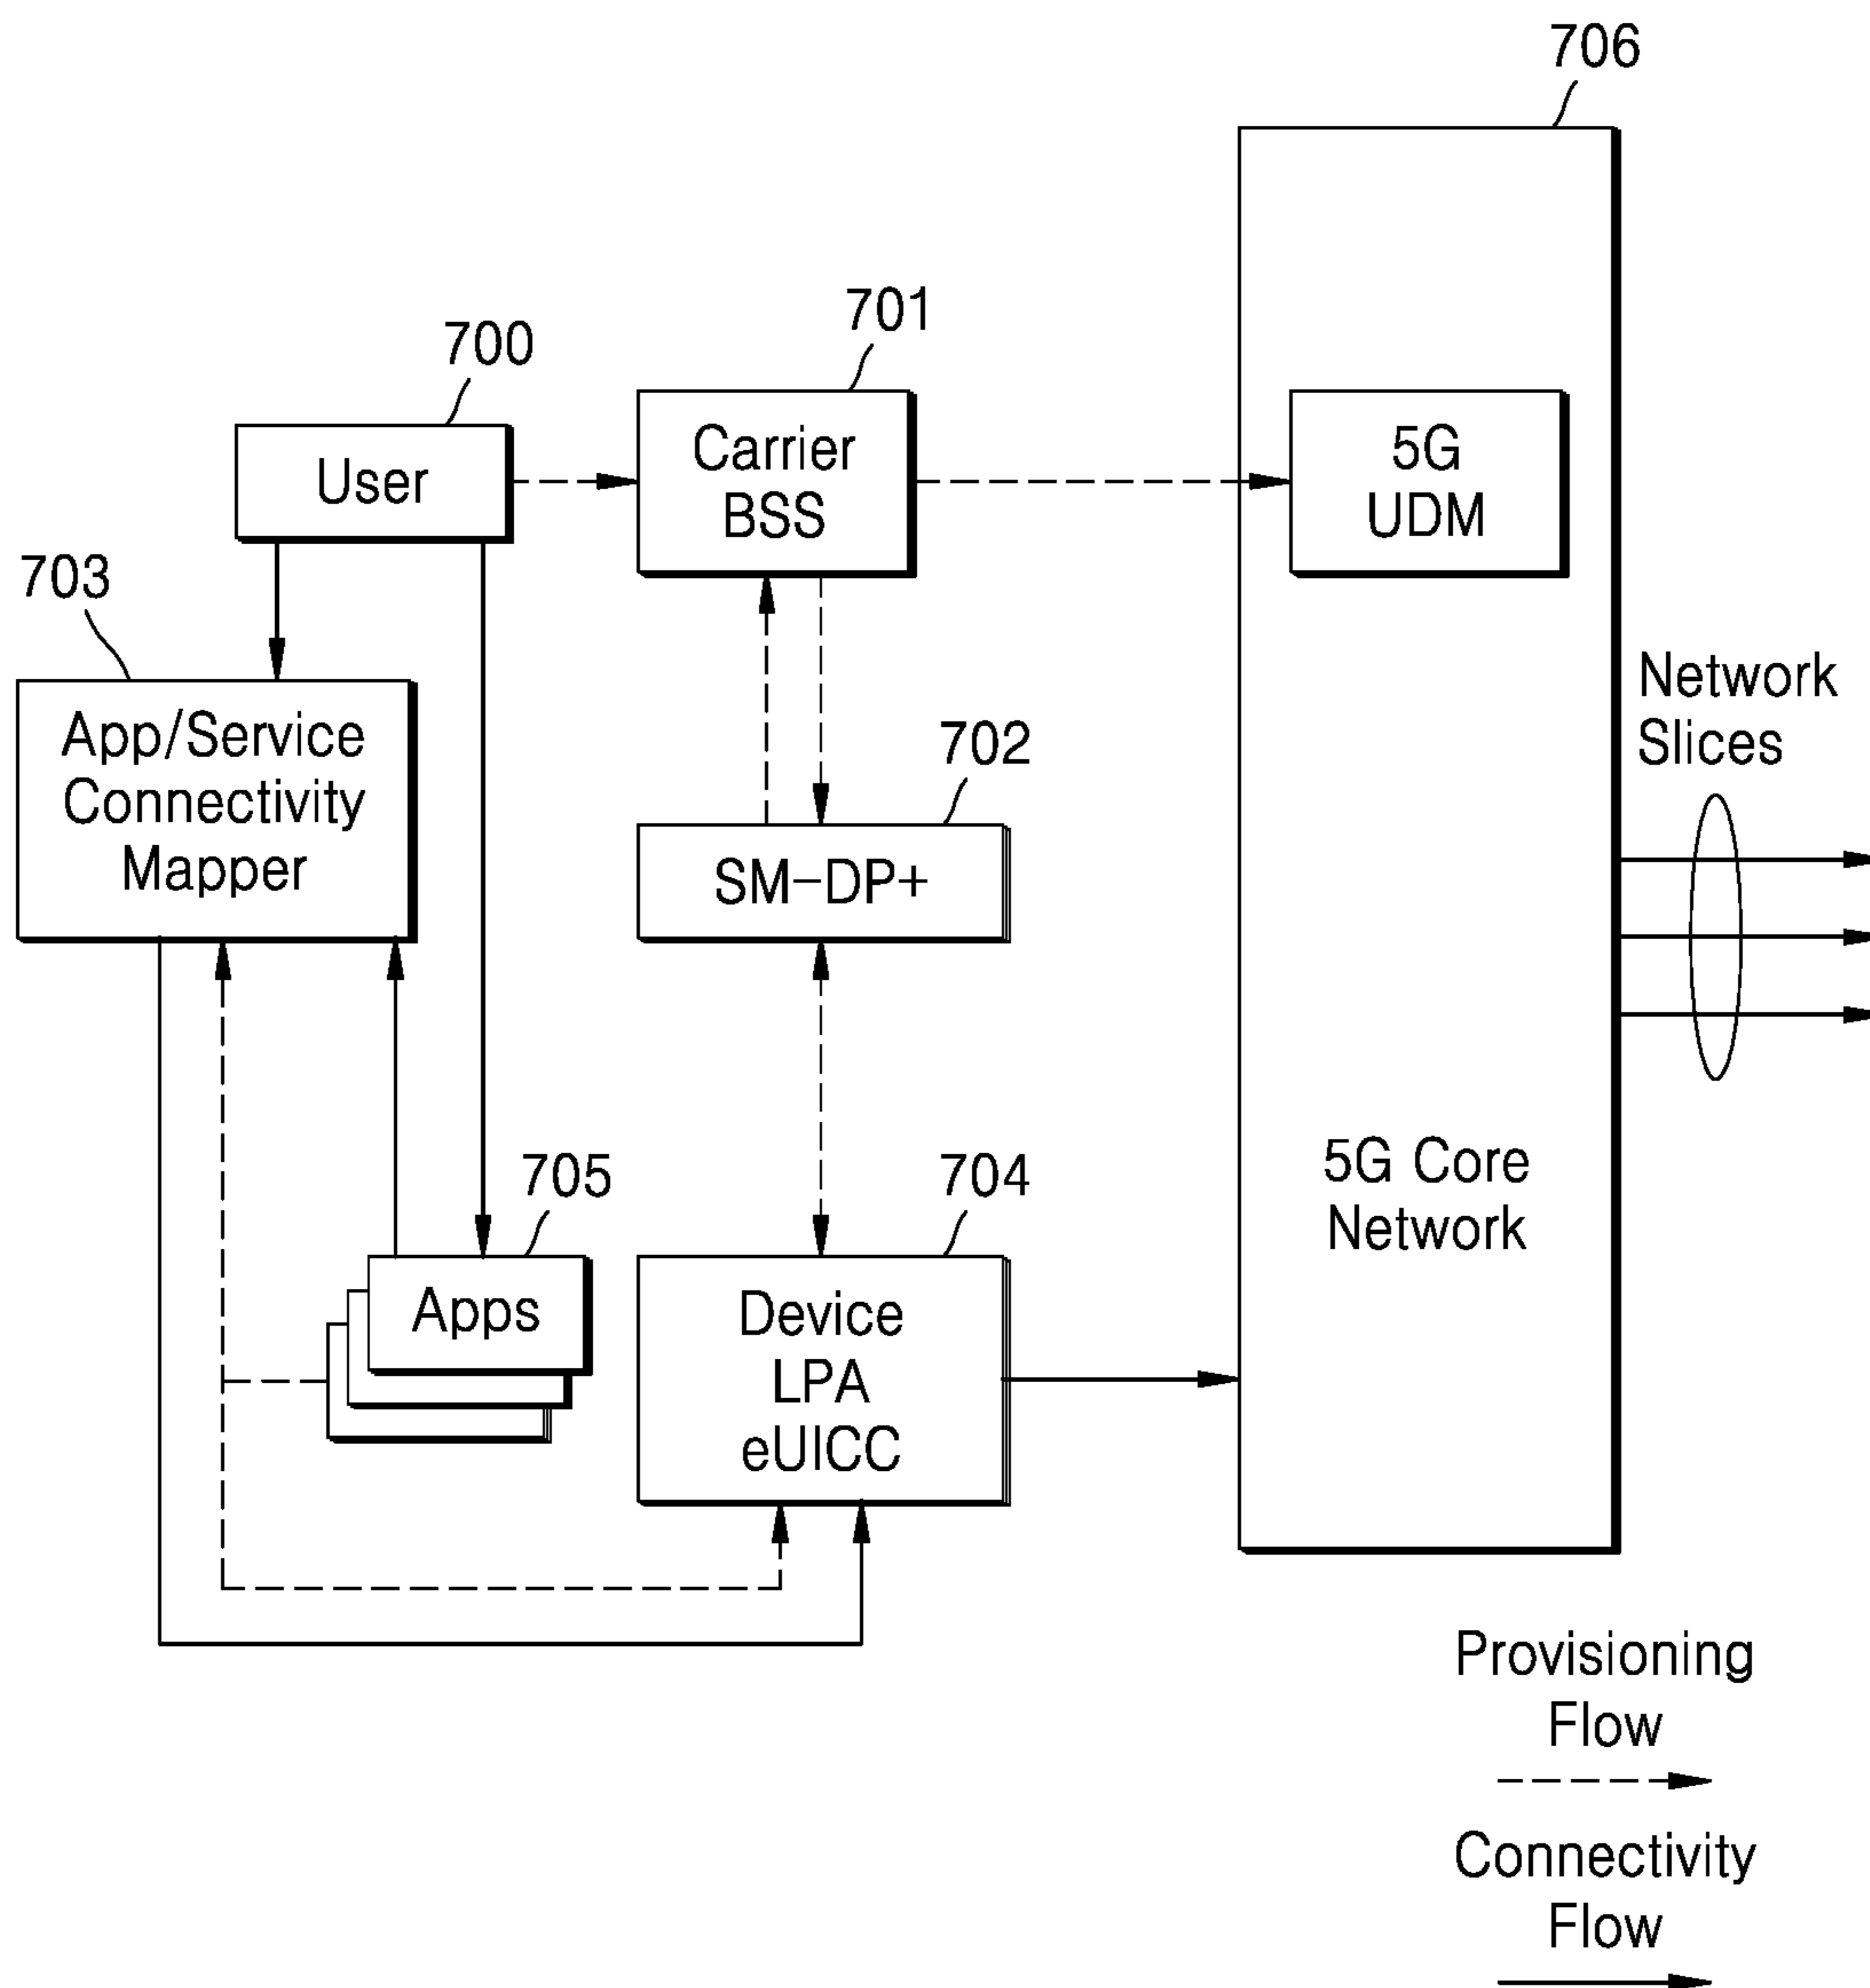 706
701
700
Carrier
BSS
5G
UDM
User
703
Network
Slices
App/Service
Connectivity
Mapper
702
SM-DP+
705
704
5G Core
Network
Apps
Device
LPA
eUICC
Provisioning
Flow
Connectivity
Flow